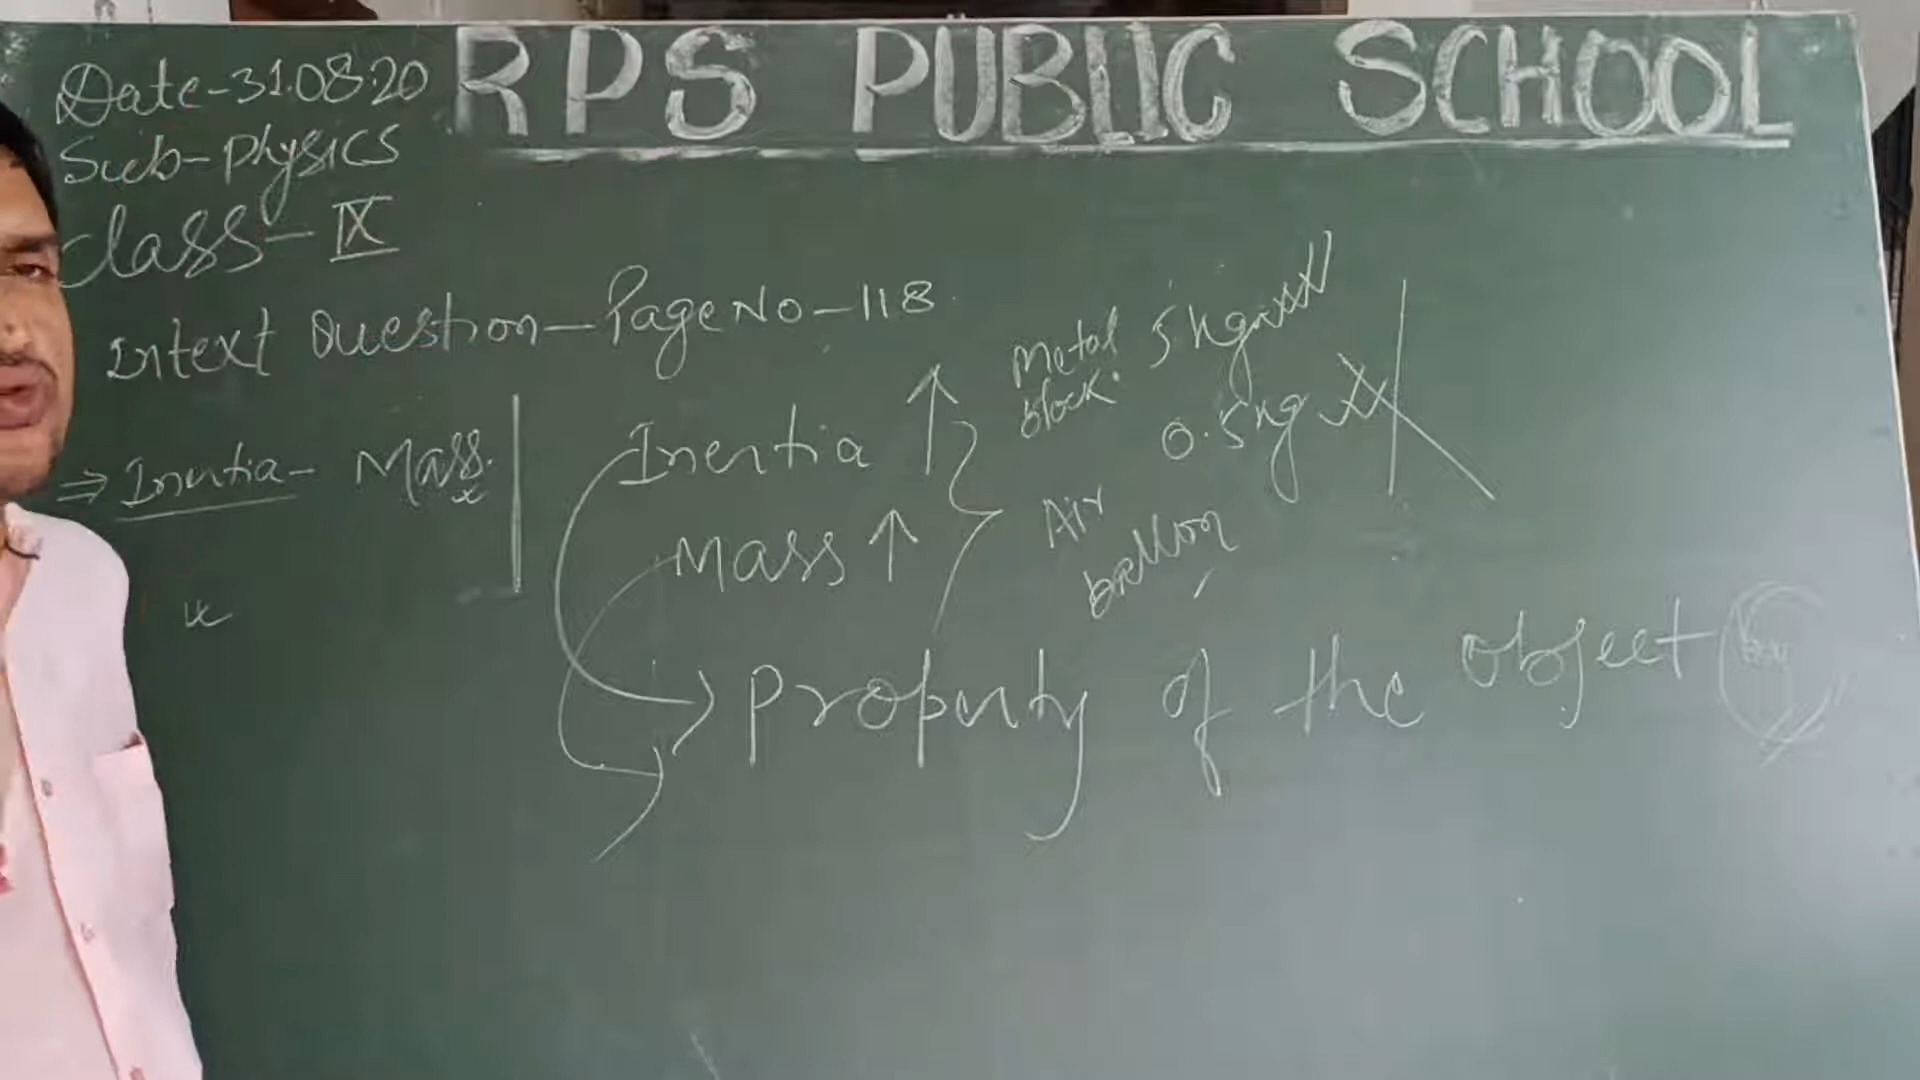 RPS PUBLIC SCHOOL
Date-31.08.20
Sub-Physics
Class-IX
Intext Question-Page No-118
Metal 5kg
block
0.5kg
Inertia ↑
⇒ Inertia- Mass.
Air
ballon
Mass ↑
Property of the object